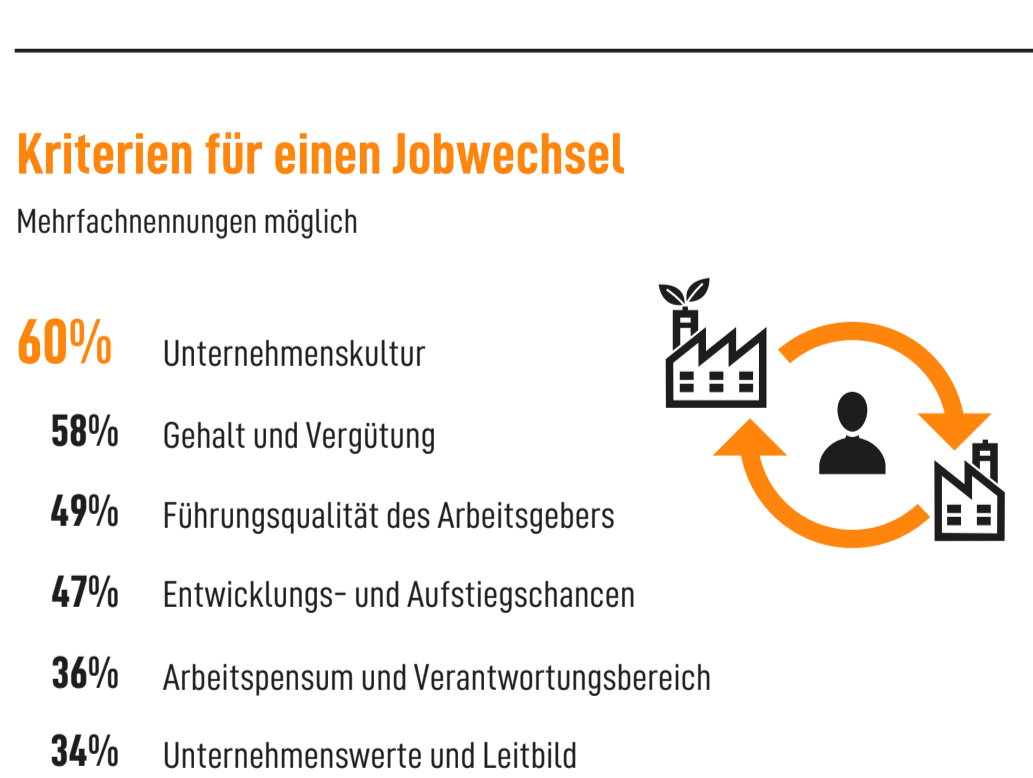 Kriterien für einen Jobwechsel
Mehrfachnennungen möglich
60% Unternehmenskultur
58% Gehalt und Vergütung
49% Führungsqualität des Arbeitsgebers
47% Entwicklungs- und Aufstiegschancen
36% Arbeitspensum und Verantwortungsbereich
34% Unternehmenswerte und Leitbild